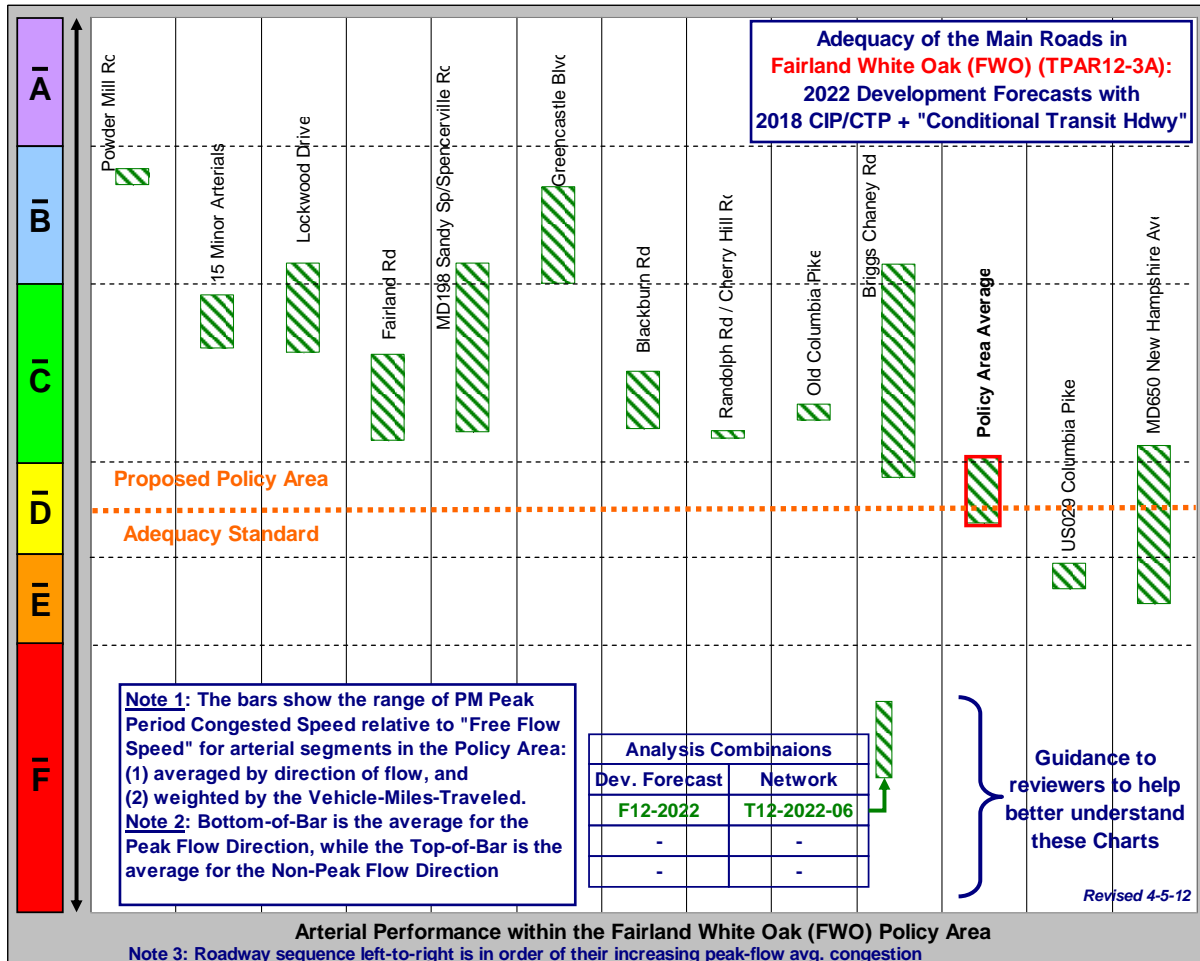 Adequacy of the Main Roads in
Fairland White Oak (FWO) (TPAR12-3A):
2022 Development Forecasts with
2018 CIP/CTP + "Conditional Transit Hdwy"
A
B
C
D
E
F
Powder Mill Rd
15 Minor Arterials
Lockwood Drive
Fairland Rd
MD198 Sandy Sp/Spencerville Rd
Greencastle Blvd
Blackburn Rd
Randolph Rd / Cherry Hill Rd
Old Columbia Pike
Briggs Chaney Rd
Policy Area Average
US029 Columbia Pike
MD650 New Hampshire Ave
Proposed Policy Area
Adequacy Standard
Note 1: The bars show the range of PM Peak
Period Congested Speed relative to "Free Flow
Speed" for arterial segments in the Policy Area:
(1) averaged by direction of flow, and
(2) weighted by the Vehicle-Miles-Traveled.
Note 2: Bottom-of-Bar is the average for the
Peak Flow Direction, while the Top-of-Bar is the
average for the Non-Peak Flow Direction
Analysis Combinaions
Dev. Forecast Network
F12-2022 T12-2022-06
- -
- -
Guidance to
reviewers to help
better understand
these Charts
Revised 4-5-12
Arterial Performance within the Fairland White Oak (FWO) Policy Area
Note 3: Roadway sequence left-to-right is in order of their increasing peak-flow avg. congestion